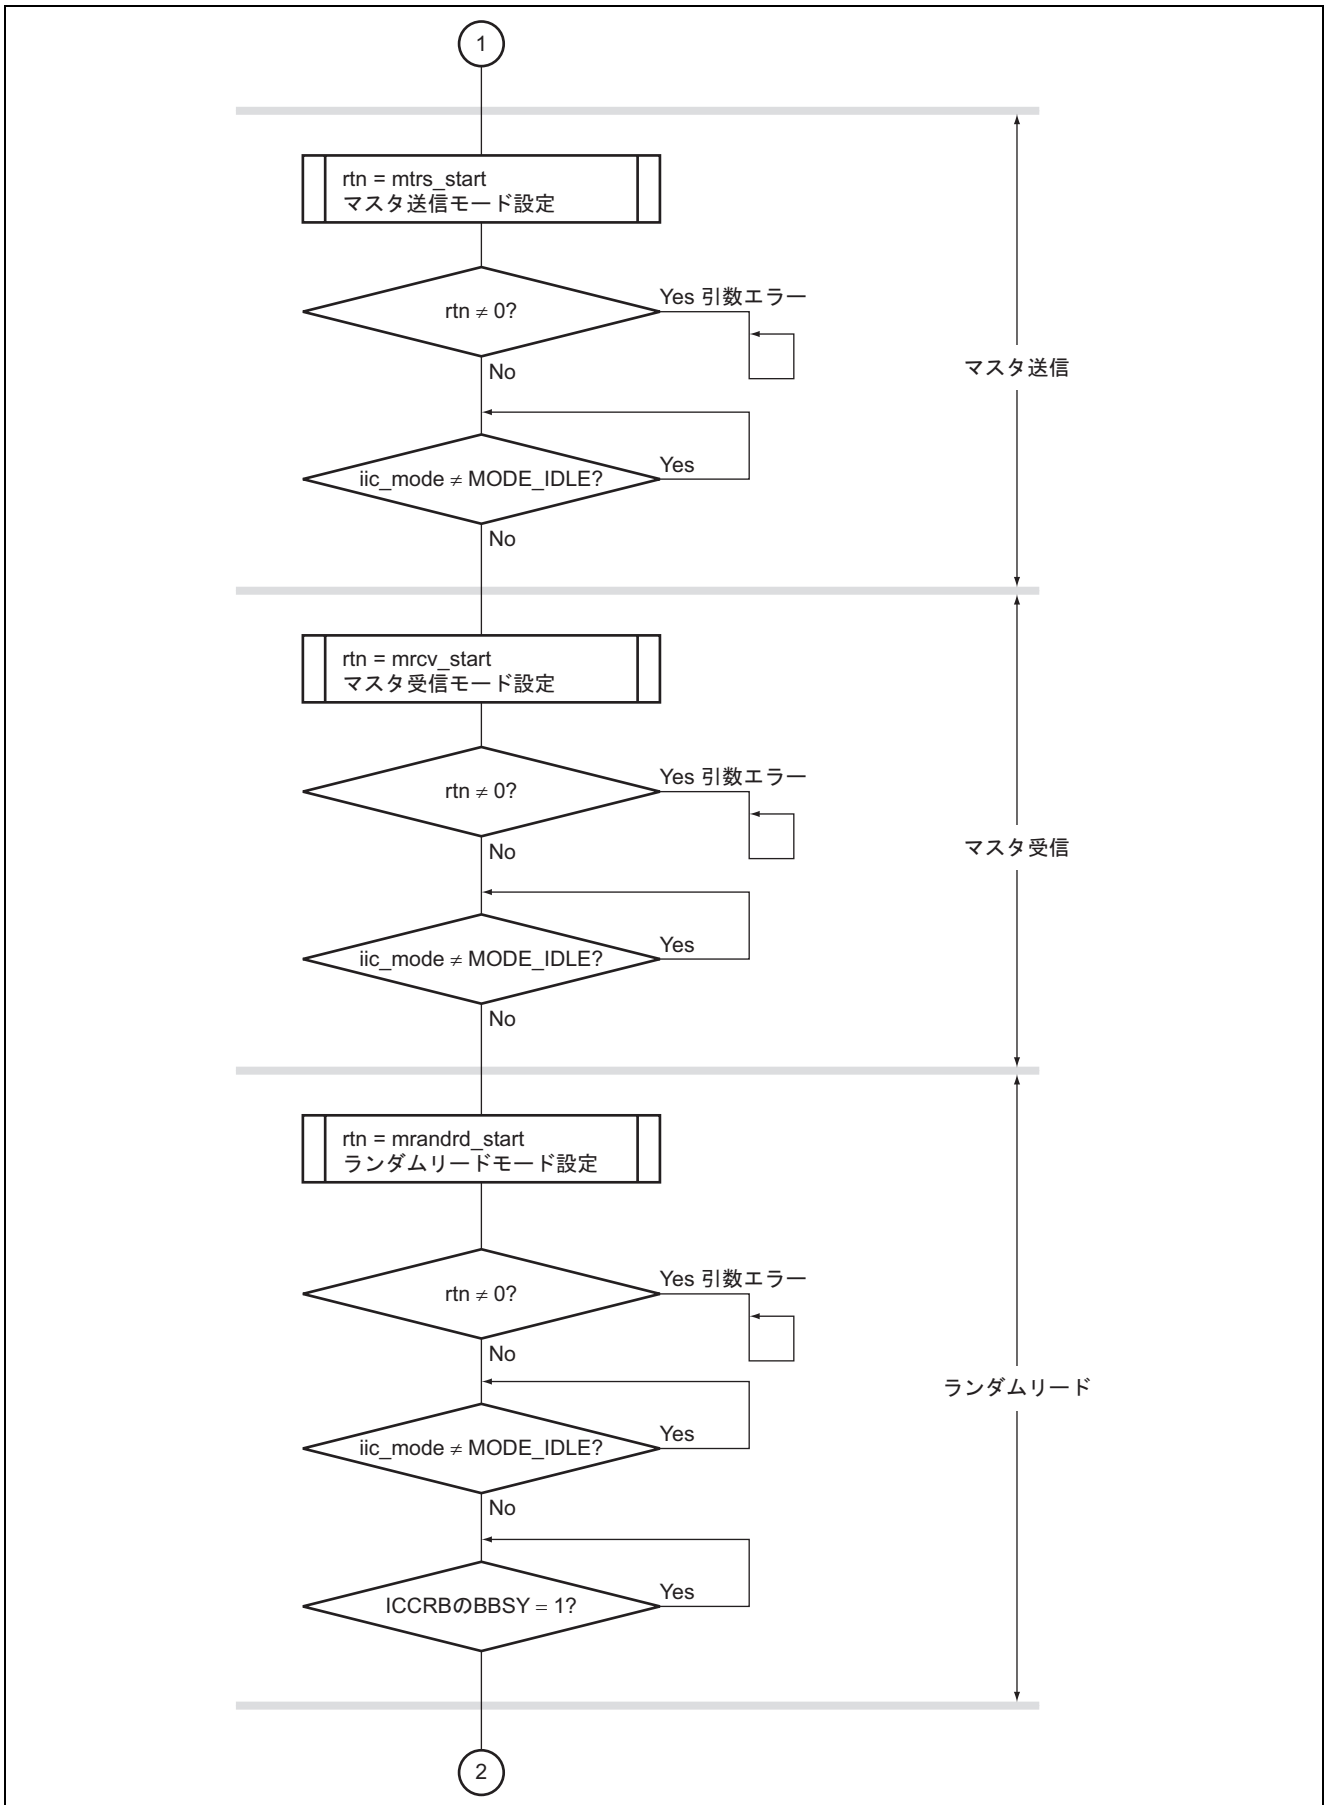 1
rtn = mtrs_start
マスタ送信モード設定
rtn ≠ 0?
Yes 引数エラー
No
マスタ送信
iic_mode ≠ MODE_IDLE?
Yes
No
rtn = mrcv_start
マスタ受信モード設定
rtn ≠ 0?
Yes 引数エラー
No
マスタ受信
iic_mode ≠ MODE_IDLE?
Yes
No
rtn = mrandrd_start
ランダムリードモード設定
rtn ≠ 0?
Yes 引数エラー
No
ランダムリード
iic_mode ≠ MODE_IDLE?
Yes
No
ICCRBのBBSY = 1?
Yes
2